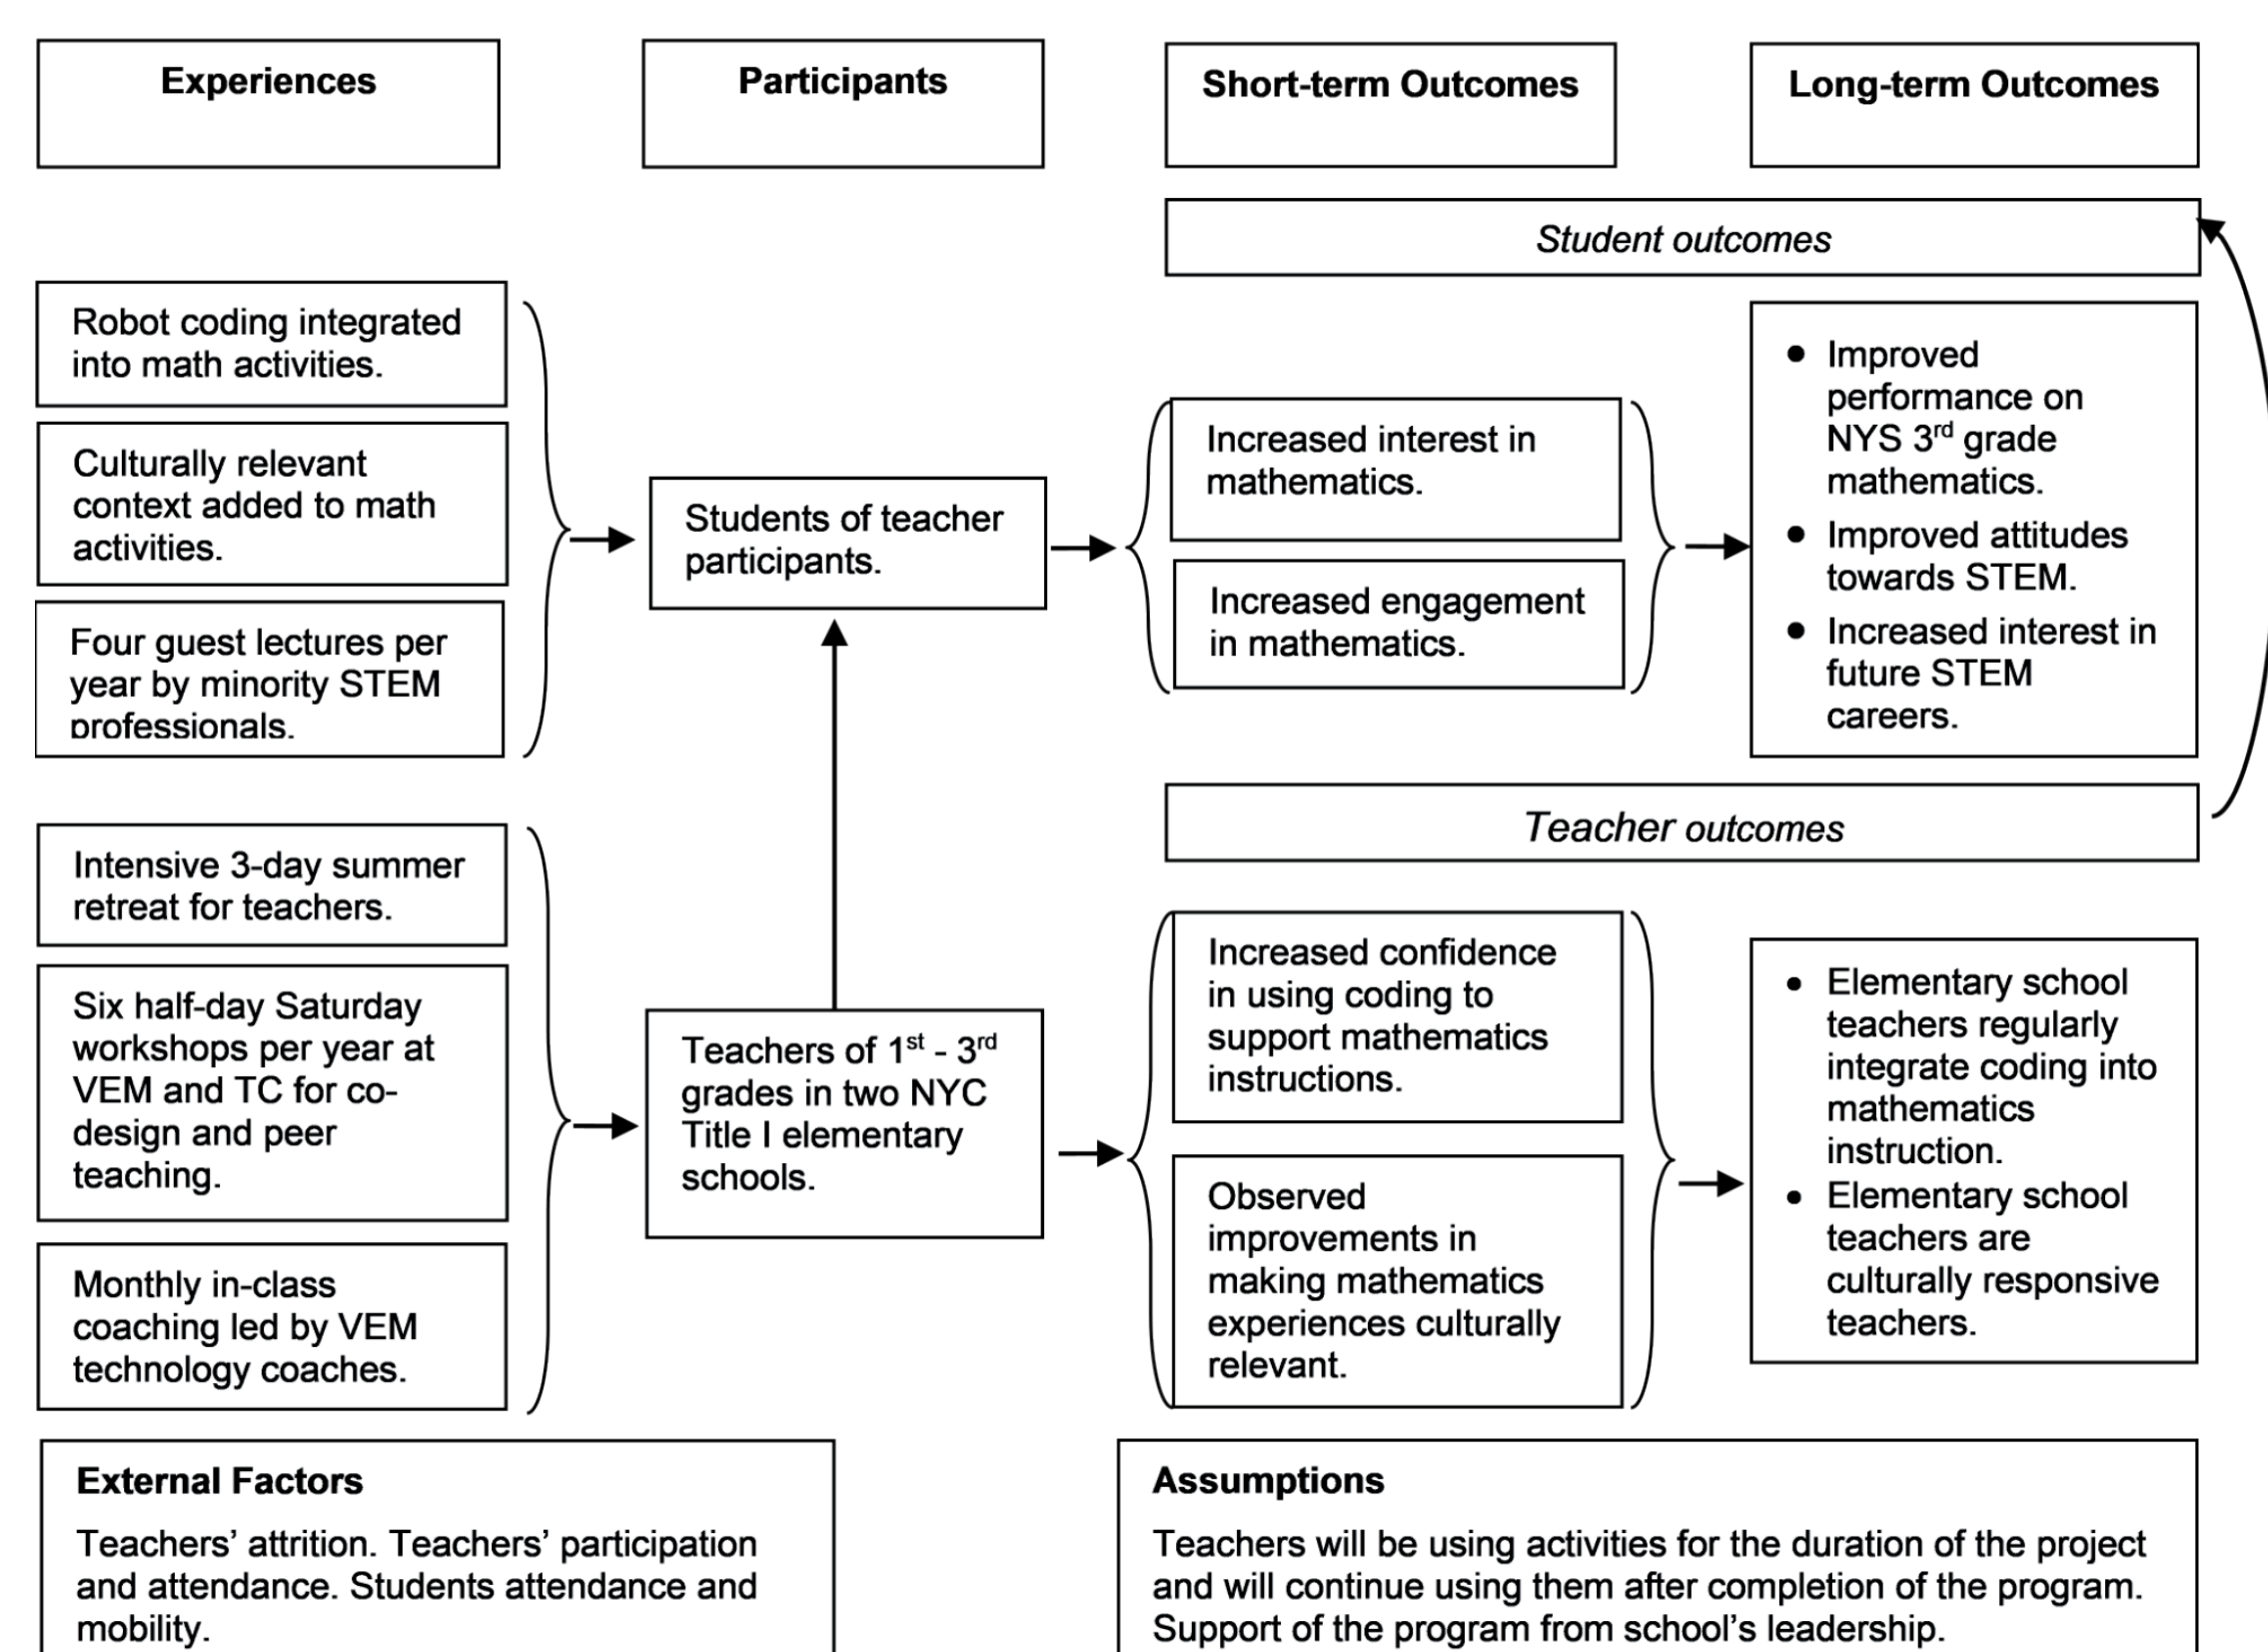 Experiences
Participants
Short-term Outcomes
Long-term Outcomes
Student outcomes
Robot coding integrated
into math activities.
Culturally relevant
context added to math
activities.
Four guest lectures per
year by minority STEM
professionals.
Students of teacher
participants.
Increased interest in
mathematics.
Increased engagement
in mathematics.
● Improved
performance on
NYS 3rd grade
mathematics.
● Improved attitudes
towards STEM.
● Increased interest in
future STEM
careers.
Teacher outcomes
Intensive 3-day summer
retreat for teachers.
Six half-day Saturday
workshops per year at
VEM and TC for co-
design and peer
teaching.
Monthly in-class
coaching led by VEM
technology coaches.
Teachers of 1st - 3rd
grades in two NYC
Title I elementary
schools.
Increased confidence
in using coding to
support mathematics
instructions.
Observed
improvements in
making mathematics
experiences culturally
relevant.
● Elementary school
teachers regularly
integrate coding into
mathematics
instruction.
● Elementary school
teachers are
culturally responsive
teachers.
External Factors
Teachers’ attrition. Teachers’ participation
and attendance. Students attendance and
mobility.
Assumptions
Teachers will be using activities for the duration of the project
and will continue using them after completion of the program.
Support of the program from school’s leadership.